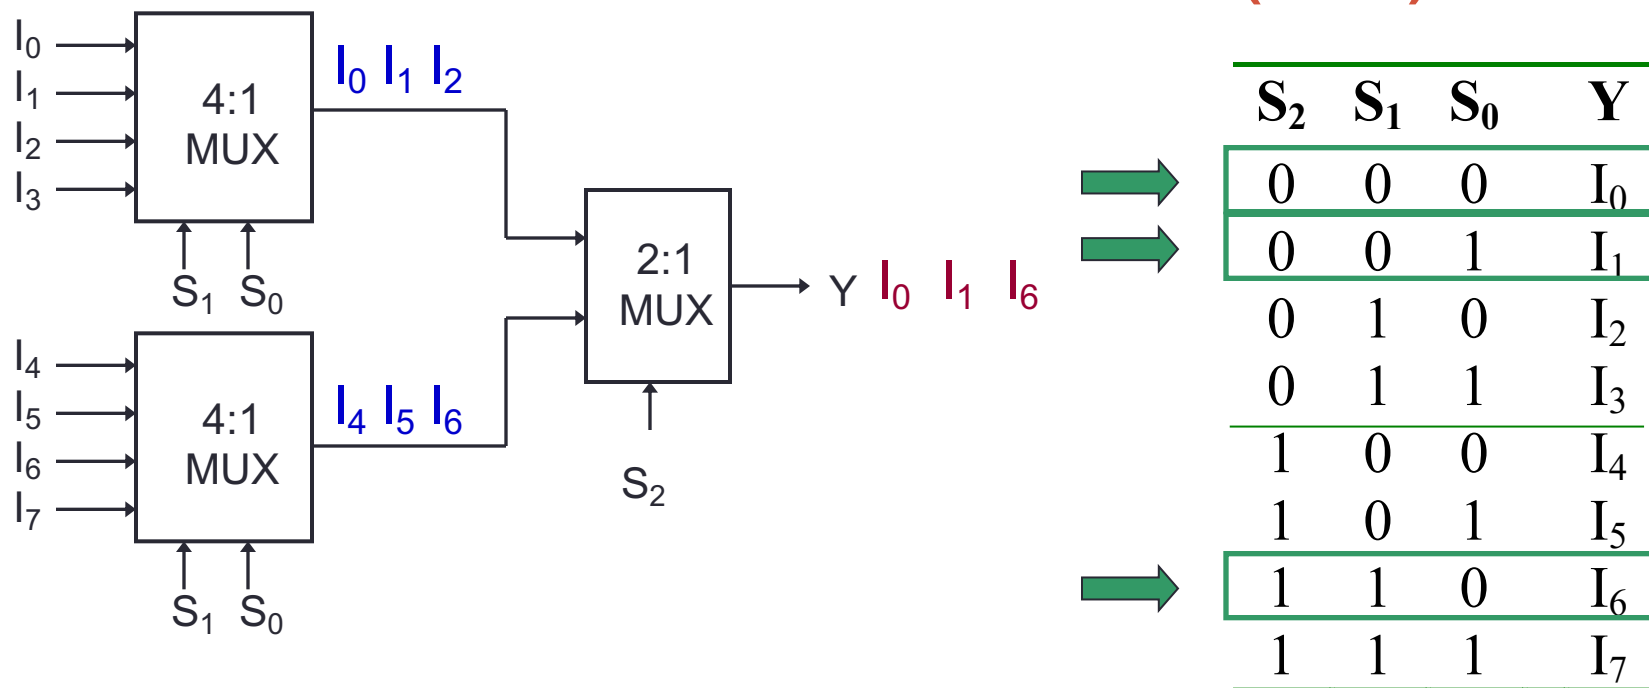 I₀
I₁
I₂
I₃
4:1
MUX
I₀ I₁ I₂
S₁ S₀
I₄
I₅
I₆
I₇
4:1
MUX
I₄ I₅ I₆
S₁ S₀
2:1
MUX
S₂
Y I₀ I₁ I₆
S₂ S₁ S₀ Y
0 0 0 I₀
0 0 1 I₁
0 1 0 I₂
0 1 1 I₃
1 0 0 I₄
1 0 1 I₅
1 1 0 I₆
1 1 1 I₇